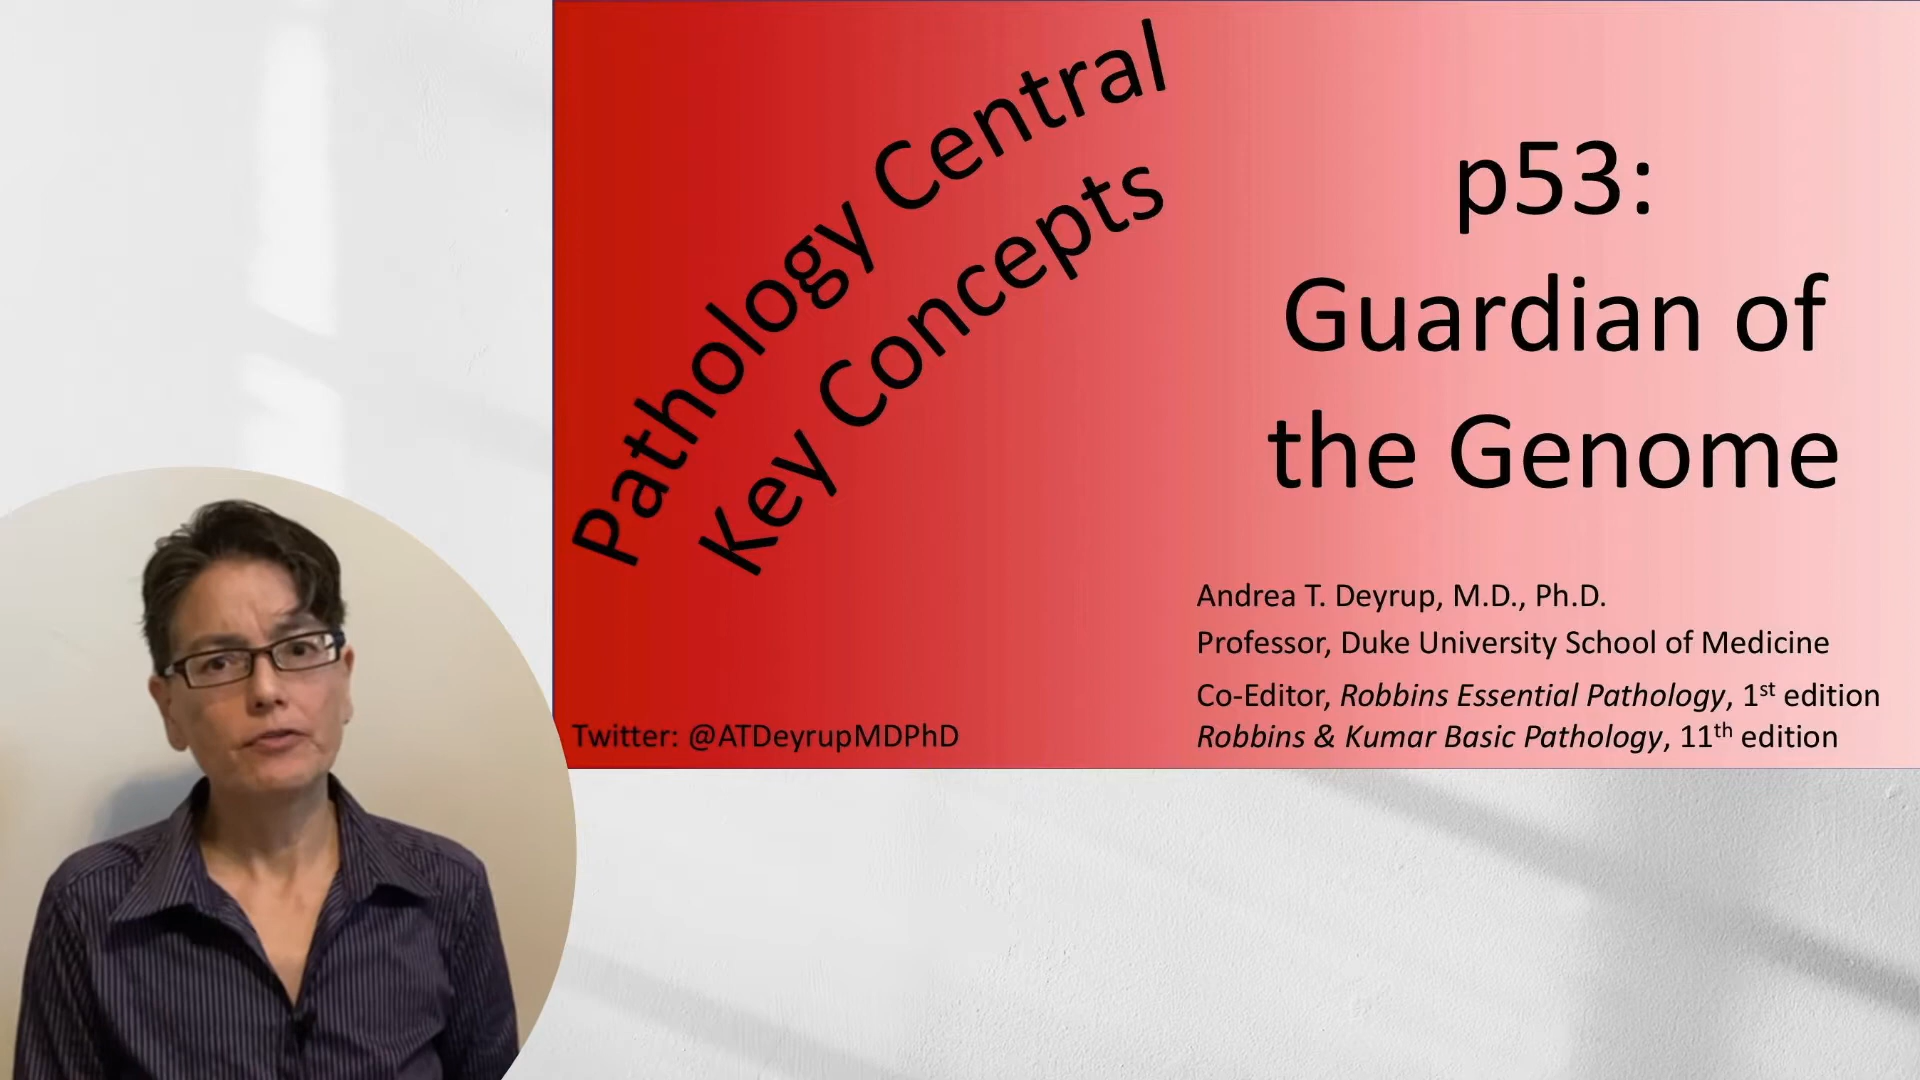 Pathology Central
Key Concepts
p53:
Guardian of
the Genome
Andrea T. Deyrup, M.D., Ph.D.
Professor, Duke University School of Medicine
Co-Editor, Robbins Essential Pathology, 1st edition
Robbins & Kumar Basic Pathology, 11th edition
Twitter: @ATDeyrupMDPhD